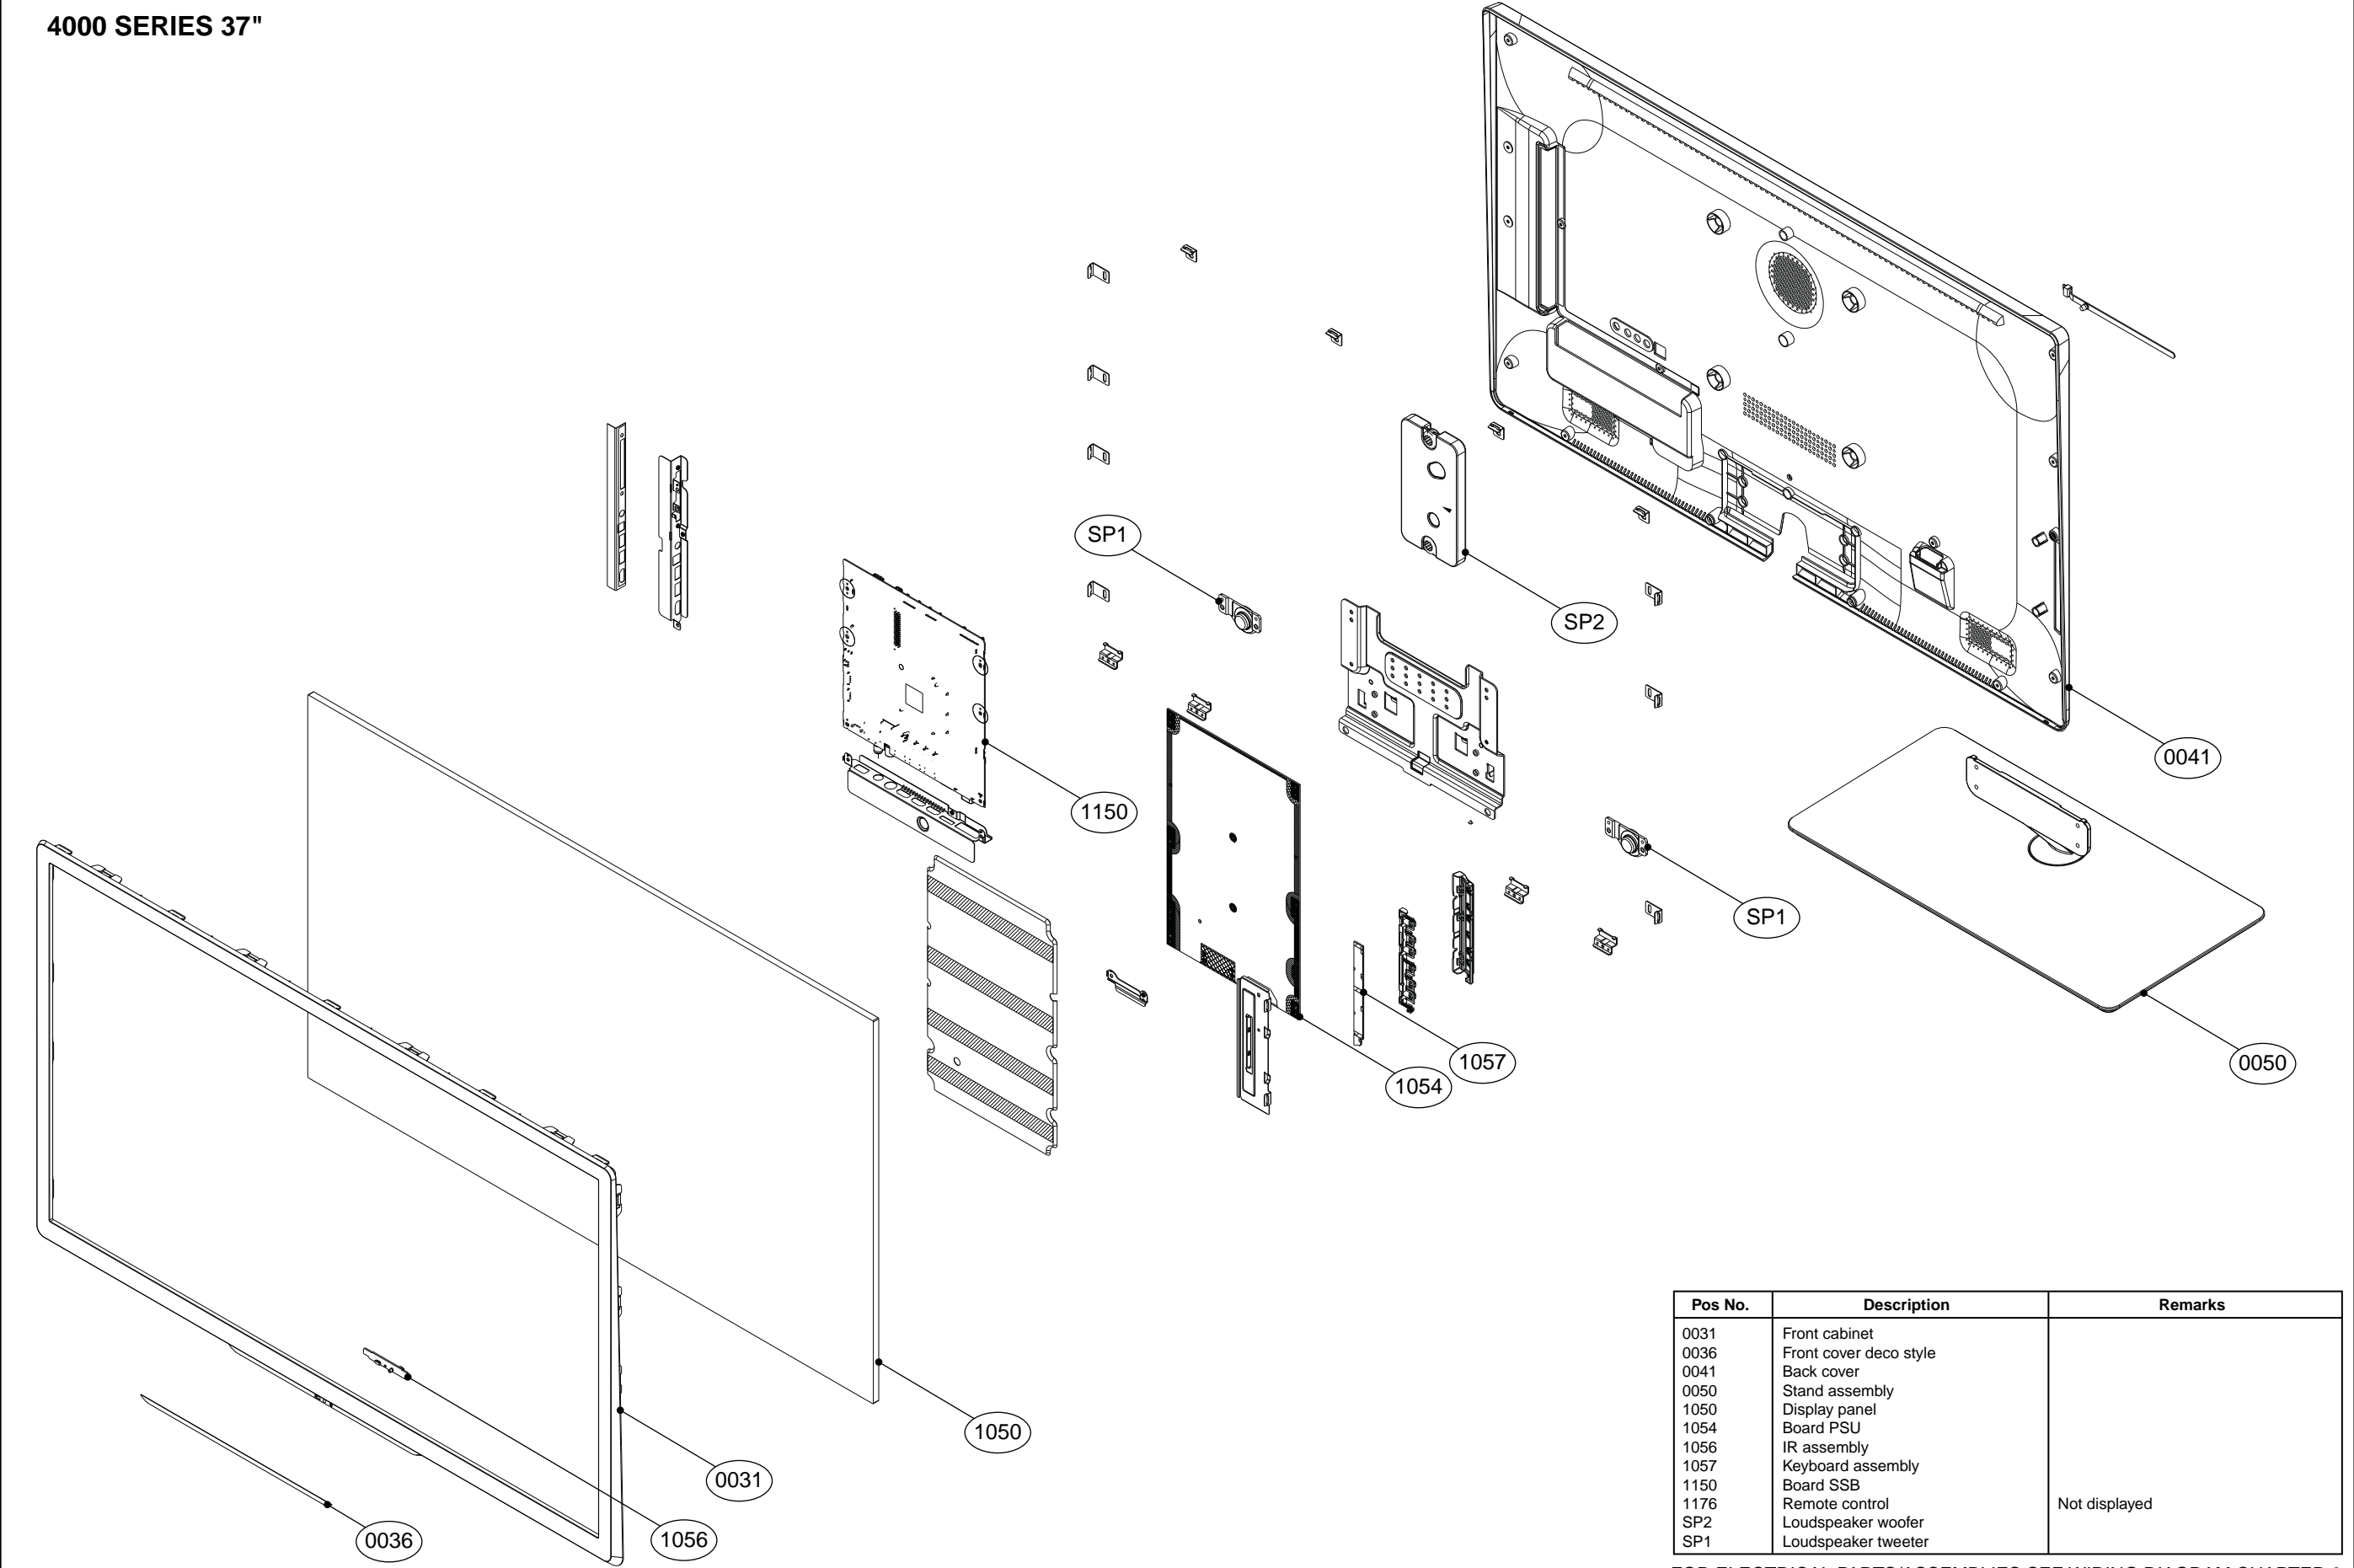 4000 SERIES 37"
SP1
SP2
0041
1150
SP1
1057
1054
0050
1050
0031
0036
1056
Pos No. Description Remarks
0031 Front cabinet
0036 Front cover deco style
0041 Back cover
0050 Stand assembly
1050 Display panel
1054 Board PSU
1056 IR assembly
1057 Keyboard assembly
1150 Board SSB
1176 Remote control Not displayed
SP2 Loudspeaker woofer
SP1 Loudspeaker tweeter